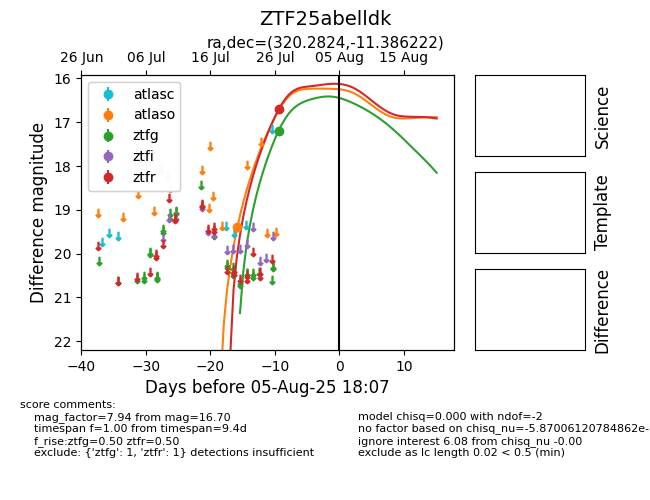 ZTF25abelldk
ra,dec=(320.2824,-11.386222)
26 Jun 06 Jul 16 Jul 26 Jul 05 Aug 15 Aug
atlasc
atlaso
ztfg
ztfi
ztfr
16
17
18
19
20
21
22
Difference magnitude
−40 −30 −20 −10 0 10
Days before 05-Aug-25 18:07
Science
Template
Difference
score comments:
mag_factor=7.94 from mag=16.70
timespan f=1.00 from timespan=9.4d
f_rise:ztfg=0.50 ztfr=0.50
exclude: {'ztfg': 1, 'ztfr': 1} detections insufficient
model chisq=0.000 with ndof=-2
no factor based on chisq_nu=-5.87006120784862e-
ignore interest 6.08 from chisq_nu -0.00
exclude as lc length 0.02 < 0.5 (min)